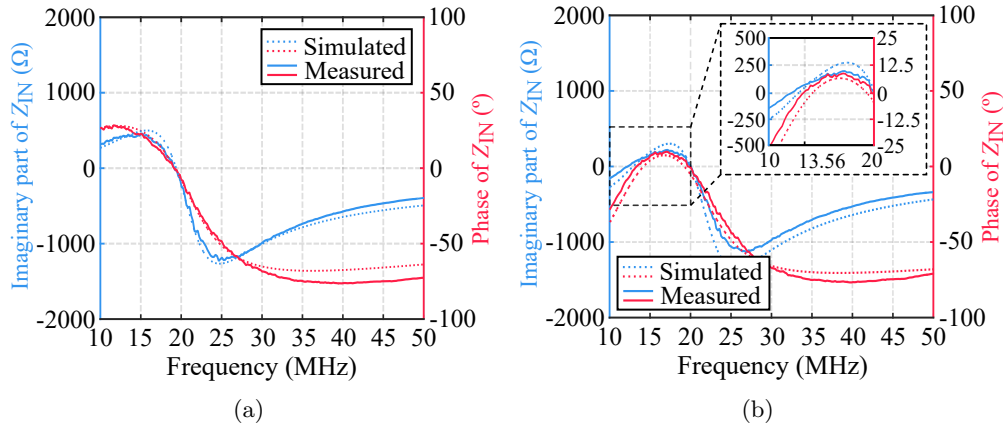 2000
1000
0
-1000
-2000
Imaginary part of Z_IN (Ω)
100
50
0
-50
-100
Phase of Z_IN (º)
Simulated
Measured
10 15 20 25 30 35 40 45 50
Frequency (MHz)
(a)
2000
1000
0
-1000
-2000
Imaginary part of Z_IN (Ω)
100
50
0
-50
-100
Phase of Z_IN (º)
500
250
0
-250
-500
25
12.5
0
-12.5
-25
10 13.56 20
Simulated
Measured
10 15 20 25 30 35 40 45 50
Frequency (MHz)
(b)